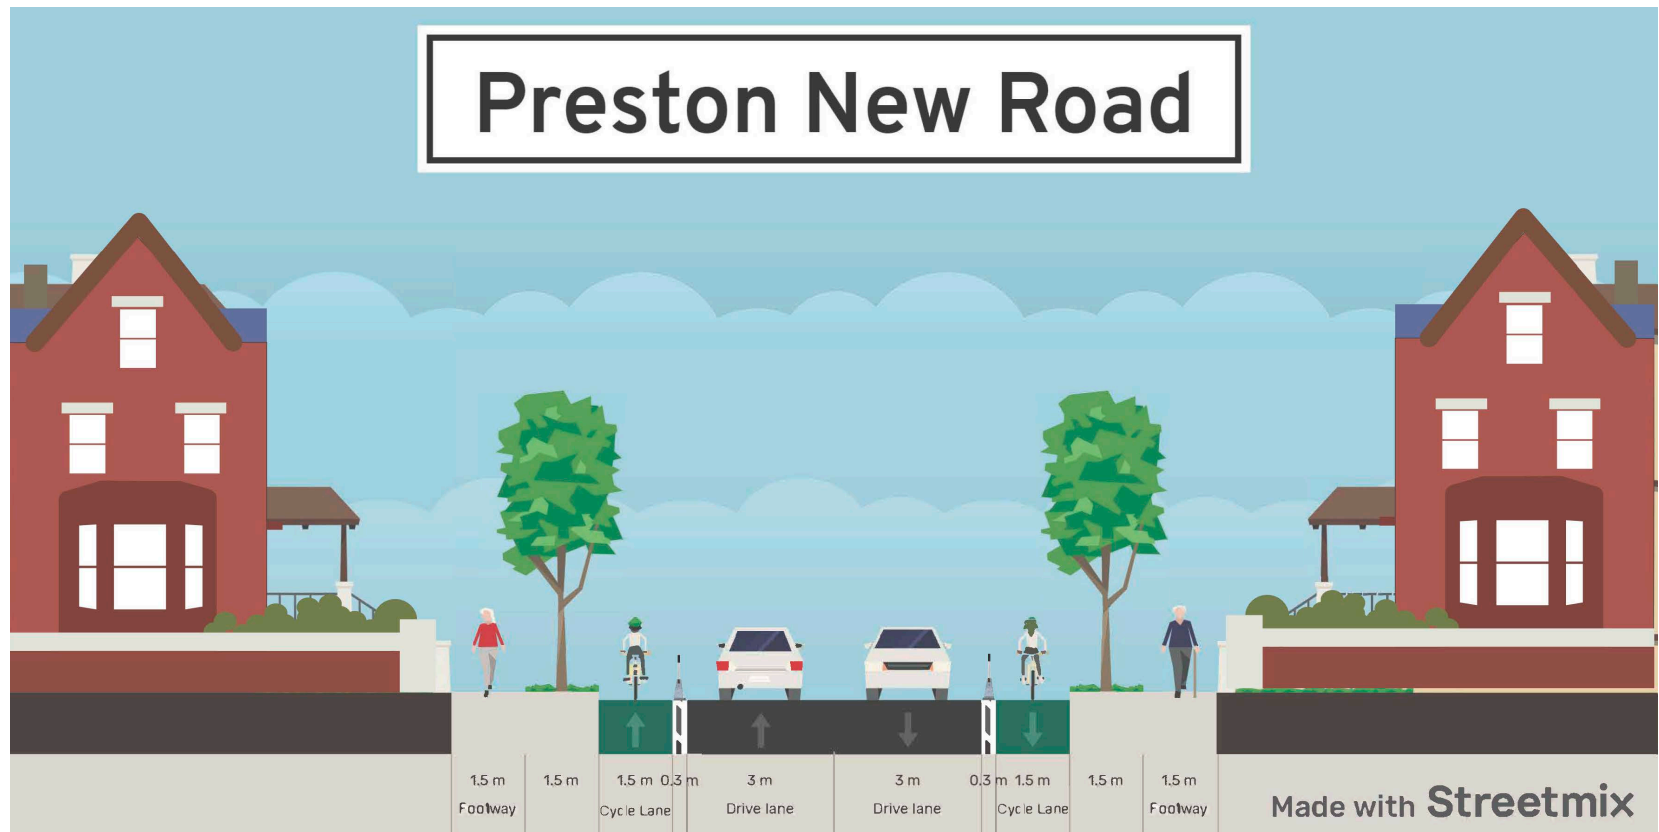 Preston New Road
1.5 m 1.5 m 1.5 m 0.3 m 3 m 3 m 0.3 m 1.5 m 1.5 m 1.5 m
Footway Cycle Lane Drive lane Drive lane Cycle Lane Footway
Made with Streetmix